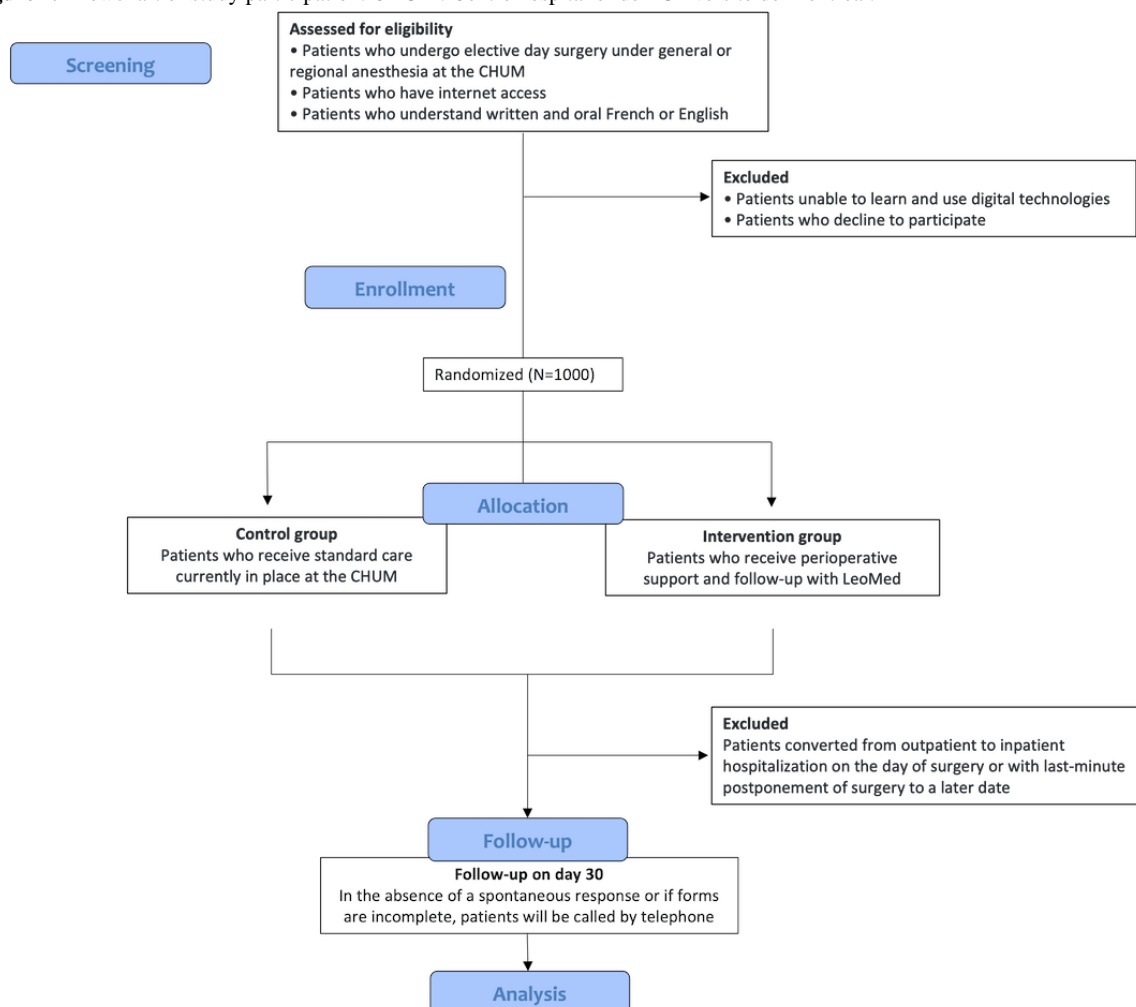 Assessed for eligibility
• Patients who undergo elective day surgery under general or
regional anesthesia at the CHUM
• Patients who have internet access
• Patients who understand written and oral French or English
Screening
Excluded
• Patients unable to learn and use digital technologies
• Patients who decline to participate
Enrollment
Randomized (N=1000)
Allocation
Control group
Patients who receive standard care
currently in place at the CHUM
Intervention group
Patients who receive perioperative
support and follow-up with LeoMed
Excluded
Patients converted from outpatient to inpatient
hospitalization on the day of surgery or with last-minute
postponement of surgery to a later date
Follow-up
Follow-up on day 30
In the absence of a spontaneous response or if forms
are incomplete, patients will be called by telephone
Analysis